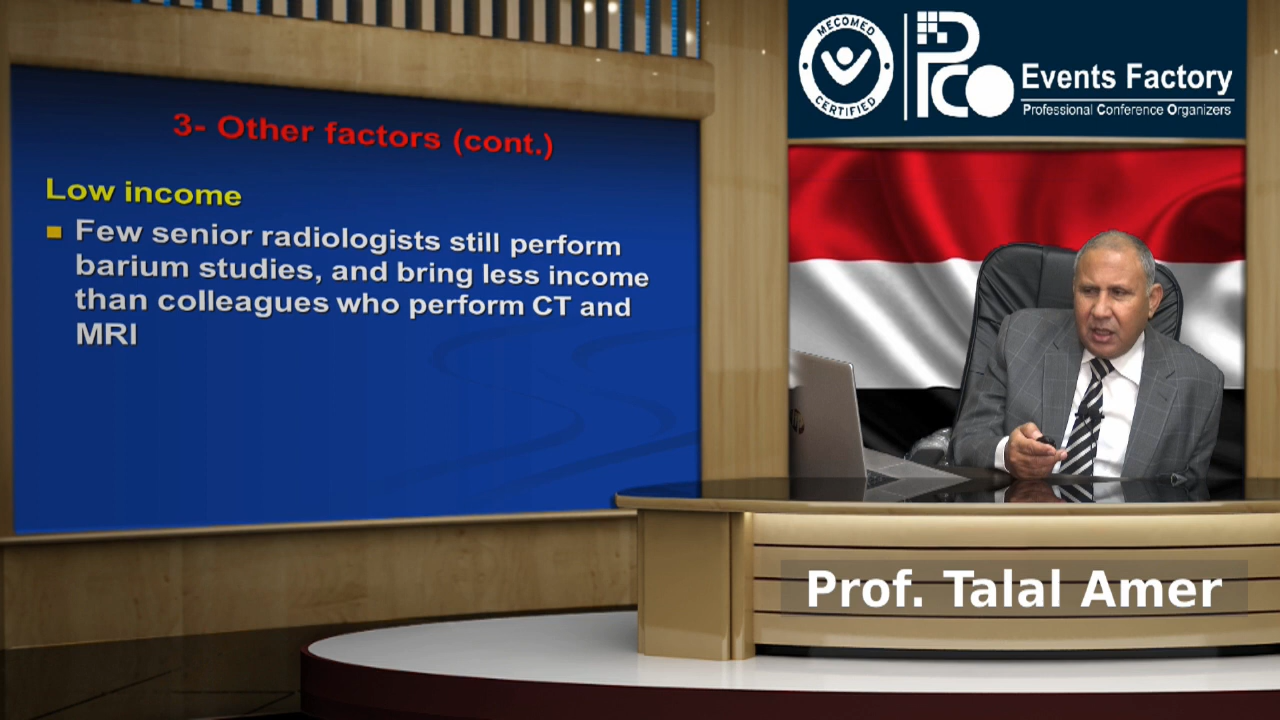 3- Other factors (cont.)
Low income
Few senior radiologists still perform
barium studies, and bring less income
than colleagues who perform CT and
MRI
MECOMED
CERTIFIED
PCO
Events Factory
Professional Conference Organizers
hp
Prof. Talal Amer